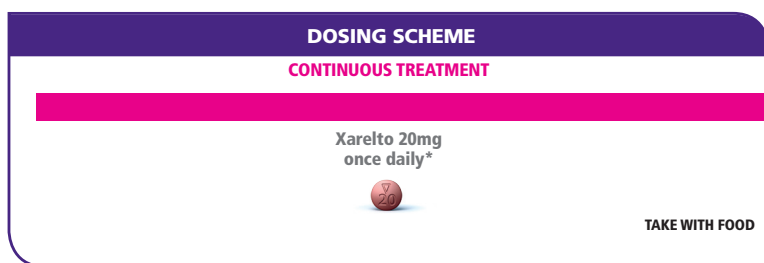 DOSING SCHEME
CONTINUOUS TREATMENT
Xarelto 20mg
once daily*
20
TAKE WITH FOOD